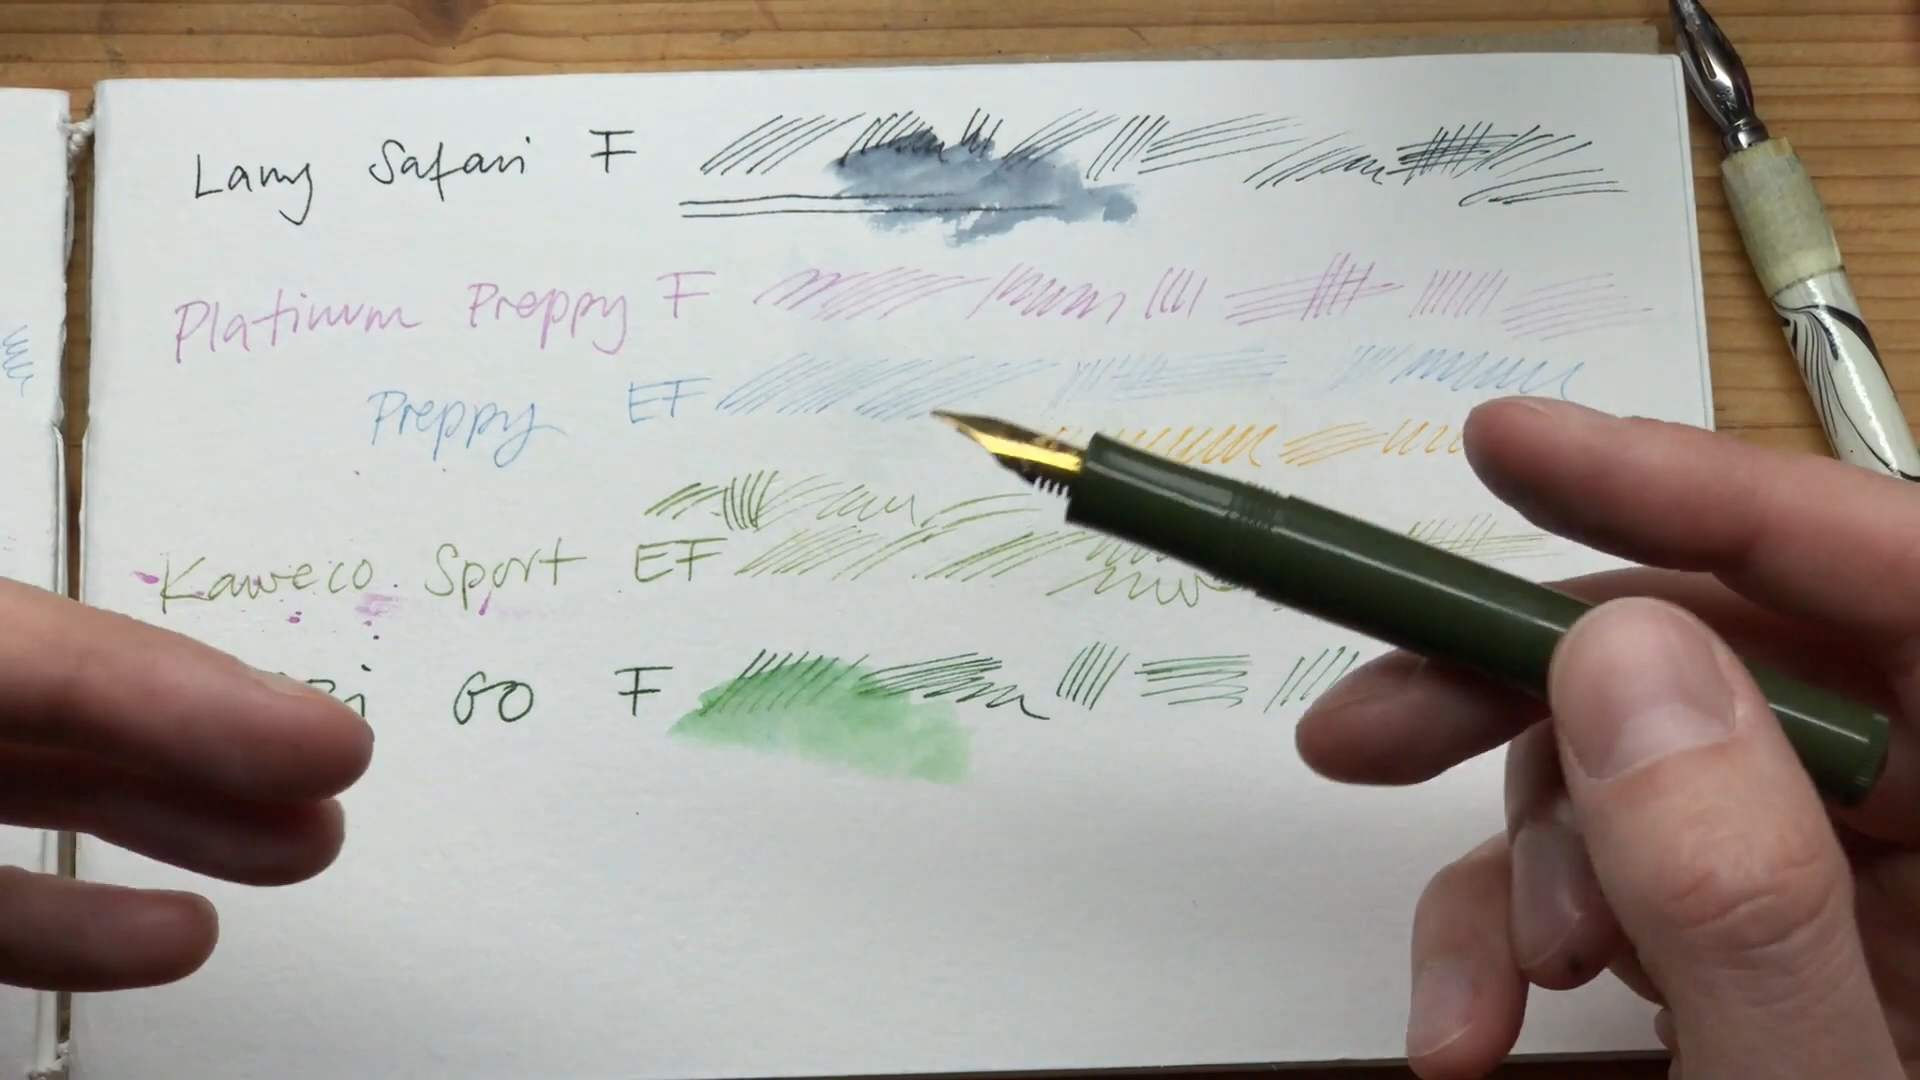 Lamy Safari F
Platinum Preppy F
Preppy EF
Kaweco Sport EF
GO F